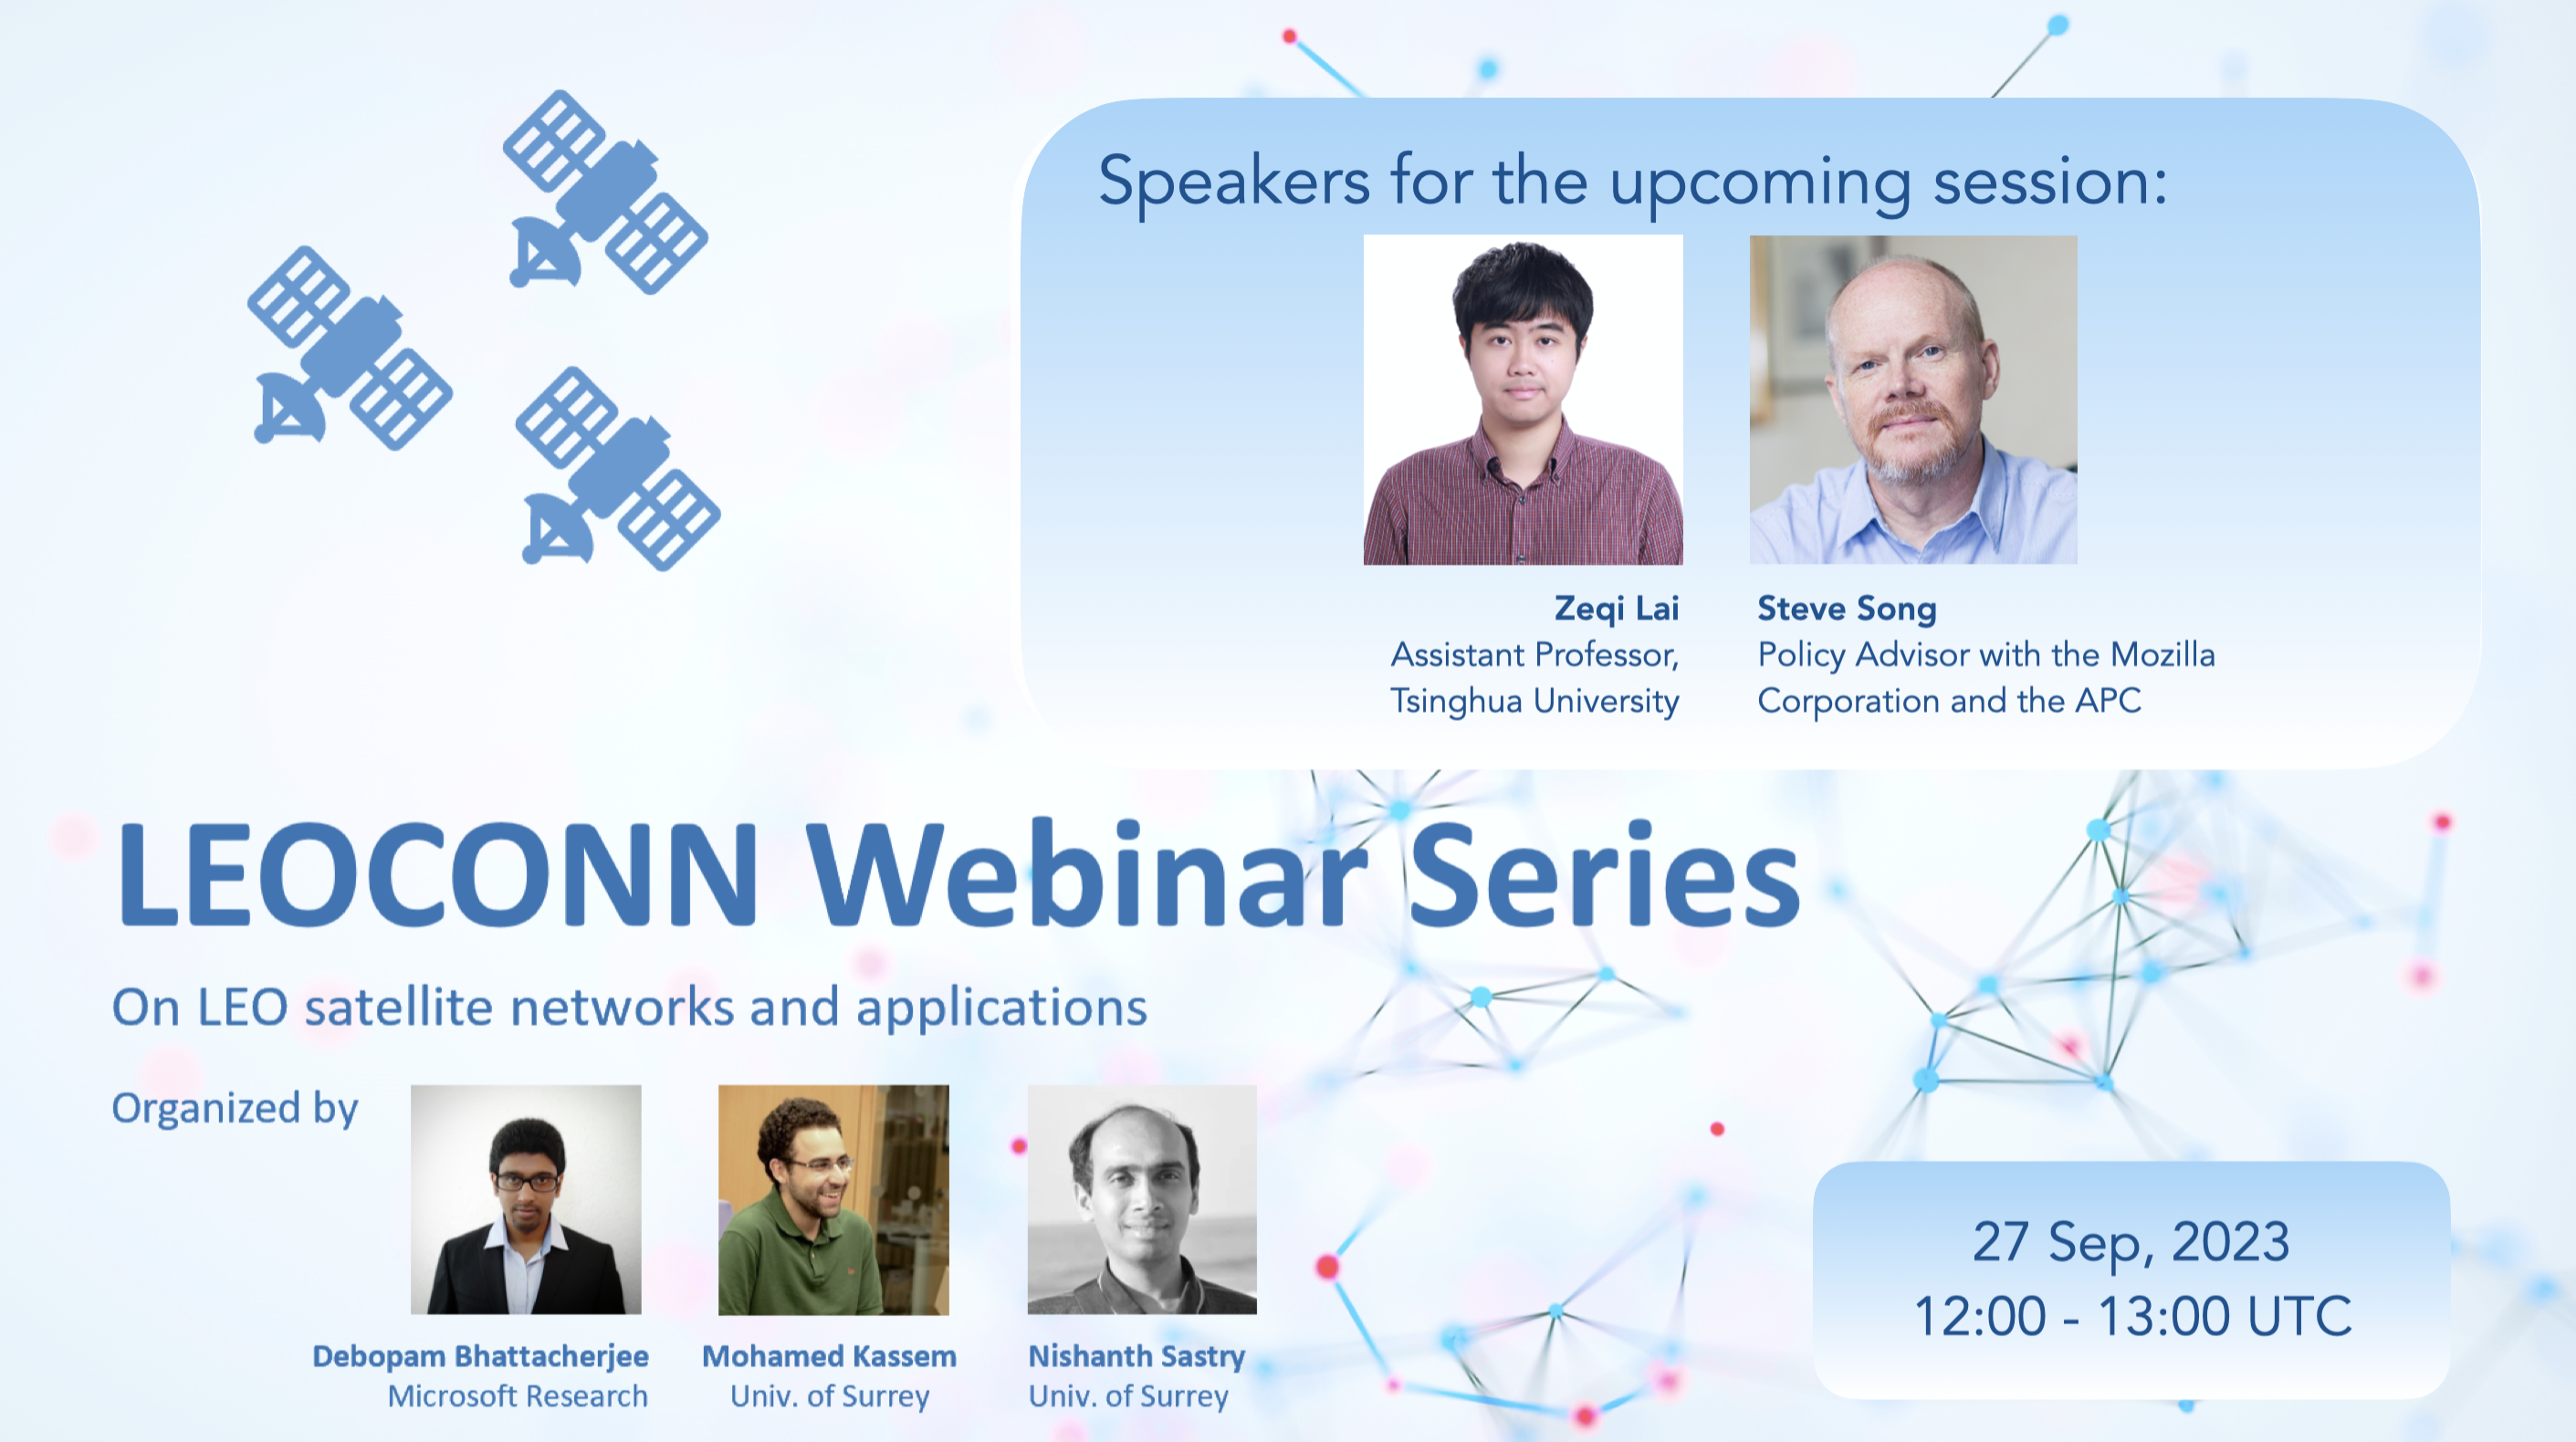 Speakers for the upcoming session:
Zeqi Lai
Assistant Professor,
Tsinghua University
Steve Song
Policy Advisor with the Mozilla
Corporation and the APC
LEOCONN Webinar Series
On LEO satellite networks and applications
Organized by
Debopam Bhattacherjee
Microsoft Research
Mohamed Kassem
Univ. of Surrey
Nishanth Sastry
Univ. of Surrey
27 Sep, 2023
12:00 - 13:00 UTC